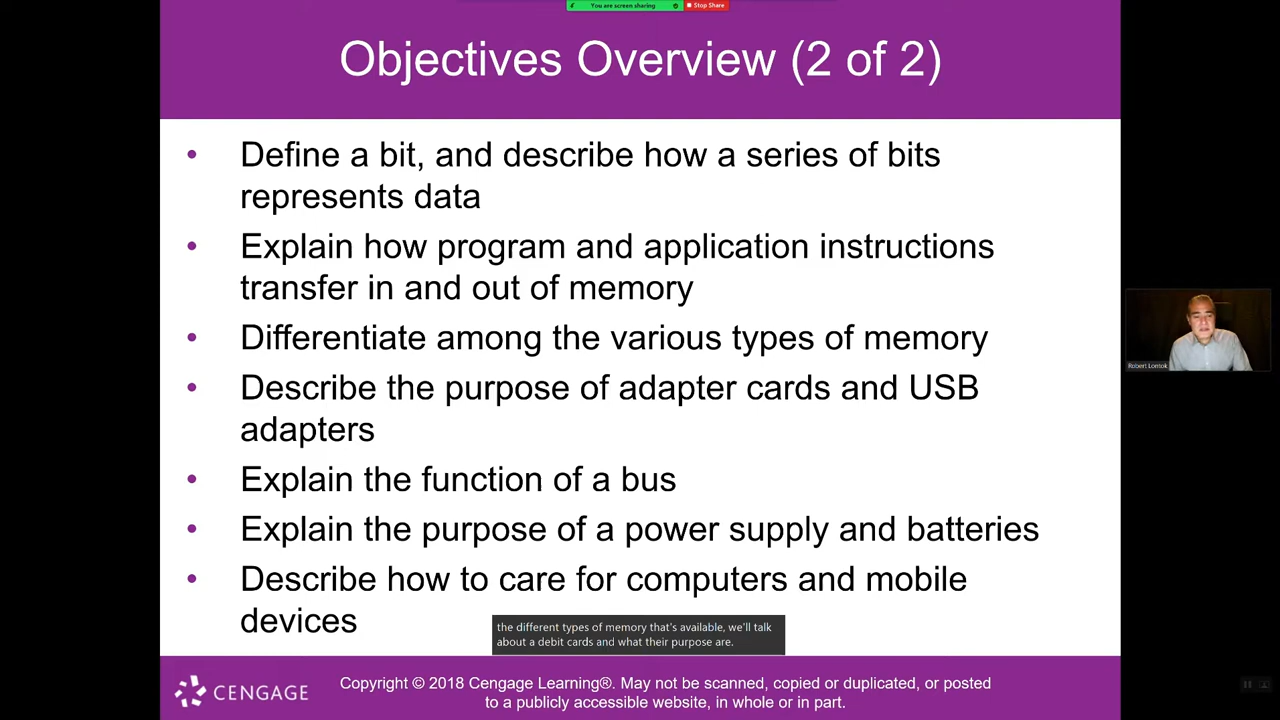 You are screen sharing
Stop Share
Objectives Overview (2 of 2)
• Define a bit, and describe how a series of bits
represents data
• Explain how program and application instructions
transfer in and out of memory
• Differentiate among the various types of memory
• Describe the purpose of adapter cards and USB
adapters
• Explain the function of a bus
• Explain the purpose of a power supply and batteries
• Describe how to care for computers and mobile
devices
the different types of memory that's available, we'll talk
about a debit cards and what their purpose are.
Robert Lontok
CENGAGE
Copyright © 2018 Cengage Learning®. May not be scanned, copied or duplicated, or posted
to a publicly accessible website, in whole or in part.